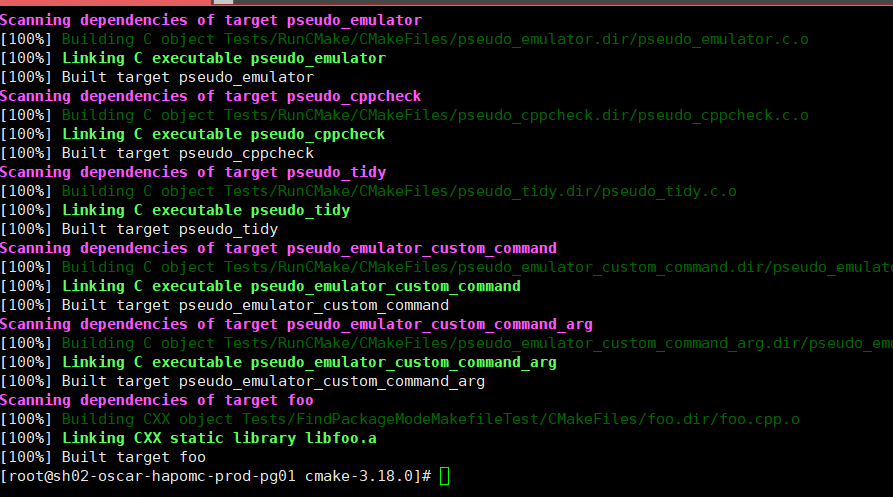 Scanning dependencies of target pseudo_emulator
[100%] Building C object Tests/RunCMake/CMakeFiles/pseudo_emulator.dir/pseudo_emulator.c.o
[100%] Linking C executable pseudo_emulator
[100%] Built target pseudo_emulator
Scanning dependencies of target pseudo_cppcheck
[100%] Building C object Tests/RunCMake/CMakeFiles/pseudo_cppcheck.dir/pseudo_cppcheck.c.o
[100%] Linking C executable pseudo_cppcheck
[100%] Built target pseudo_cppcheck
Scanning dependencies of target pseudo_tidy
[100%] Building C object Tests/RunCMake/CMakeFiles/pseudo_tidy.dir/pseudo_tidy.c.o
[100%] Linking C executable pseudo_tidy
[100%] Built target pseudo_tidy
Scanning dependencies of target pseudo_emulator_custom_command
[100%] Building C object Tests/RunCMake/CMakeFiles/pseudo_emulator_custom_command.dir/pseudo_emulat
[100%] Linking C executable pseudo_emulator_custom_command
[100%] Built target pseudo_emulator_custom_command
Scanning dependencies of target pseudo_emulator_custom_command_arg
[100%] Building C object Tests/RunCMake/CMakeFiles/pseudo_emulator_custom_command_arg.dir/pseudo_em
[100%] Linking C executable pseudo_emulator_custom_command_arg
[100%] Built target pseudo_emulator_custom_command_arg
Scanning dependencies of target foo
[100%] Building CXX object Tests/FindPackageModeMakefileTest/CMakeFiles/foo.dir/foo.cpp.o
[100%] Linking CXX static library libfoo.a
[100%] Built target foo
[root@sh02-oscar-hapomc-prod-pg01 cmake-3.18.0]#